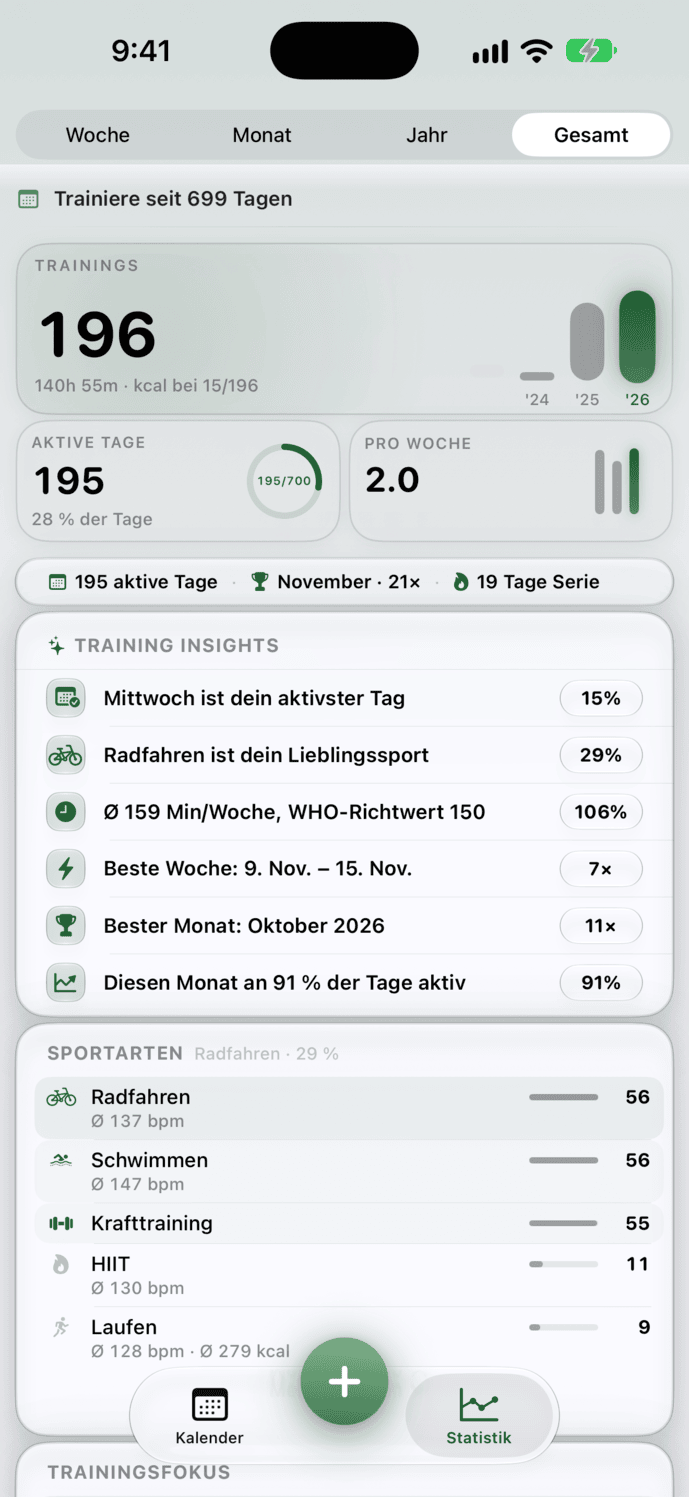 9:41
Woche Monat Jahr Gesamt
Trainiere seit 699 Tagen
TRAININGS
196
140h 55m · kcal bei 15/196
'24 '25 '26
AKTIVE TAGE
195
28 % der Tage
195/700
PRO WOCHE
2.0
195 aktive Tage · November · 21× · 19 Tage Serie
TRAINING INSIGHTS
Mittwoch ist dein aktivster Tag 15%
Radfahren ist dein Lieblingssport 29%
Ø 159 Min/Woche, WHO-Richtwert 150 106%
Beste Woche: 9. Nov. – 15. Nov. 7×
Bester Monat: Oktober 2026 11×
Diesen Monat an 91 % der Tage aktiv 91%
SPORTARTEN Radfahren · 29 %
Radfahren 56
Ø 137 bpm
Schwimmen 56
Ø 147 bpm
Krafttraining 55
HIIT 11
Ø 130 bpm
Laufen 9
Ø 128 bpm · Ø 279 kcal
Kalender Statistik
TRAININGSFOKUS